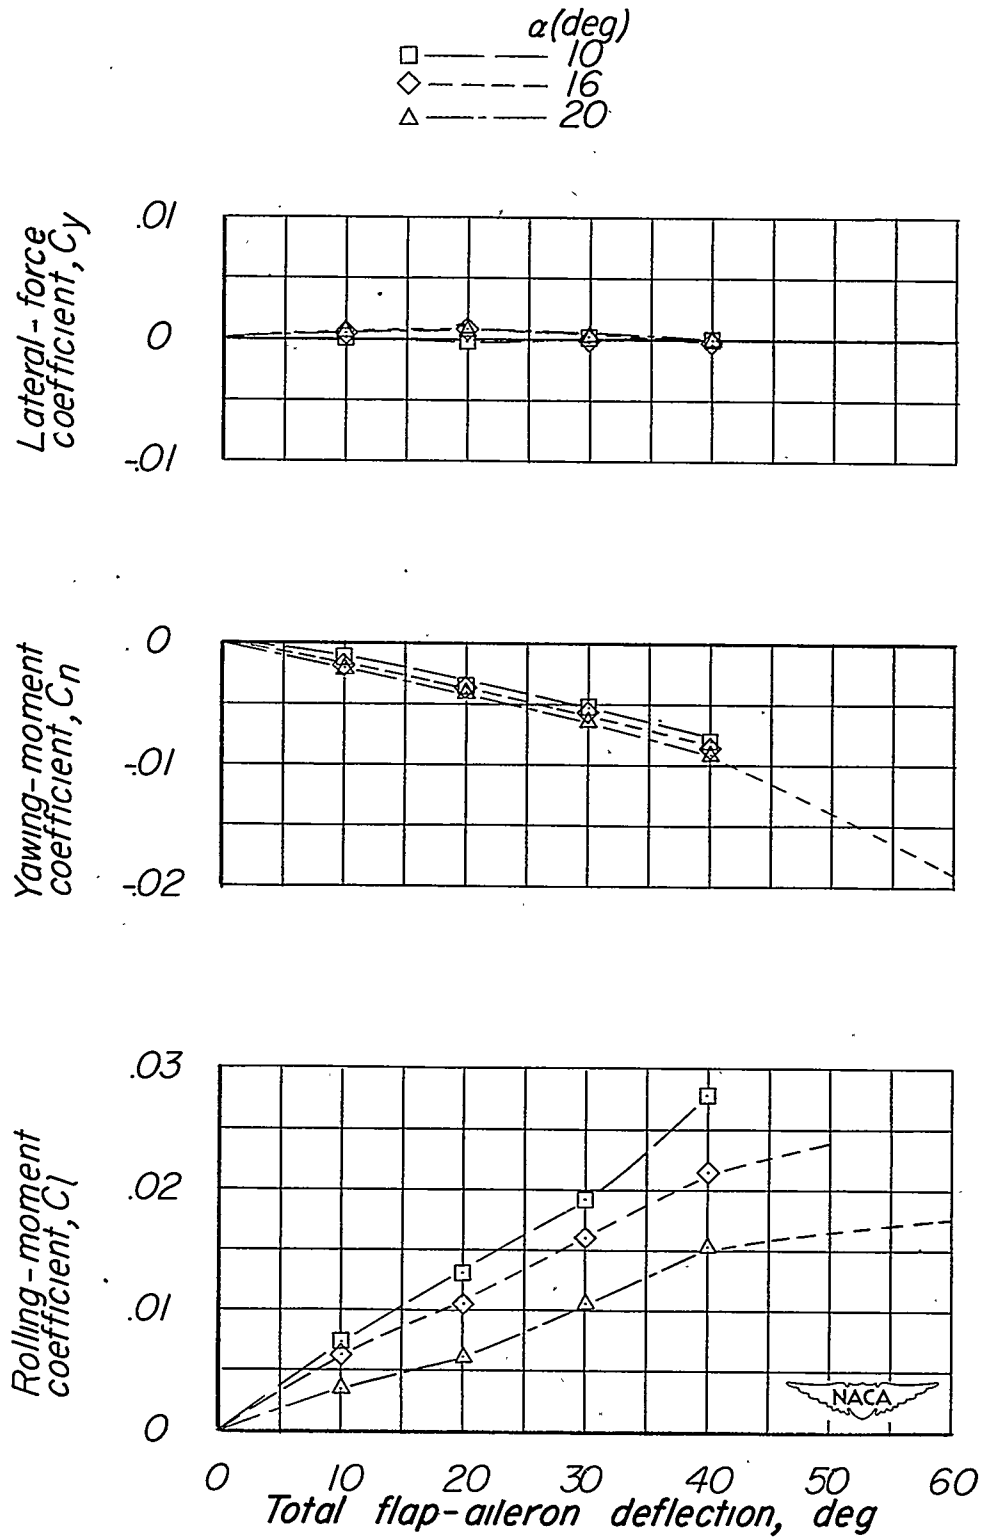 α(deg)
10
16
20
Lateral-force
coefficient, Cy
.01
0
-.01
Yawing-moment
coefficient, Cn
0
-.01
-.02
Rolling-moment
coefficient, Cl
.03
.02
.01
0
NACA
0 10 20 30 40 50 60
Total flap-aileron deflection, deg